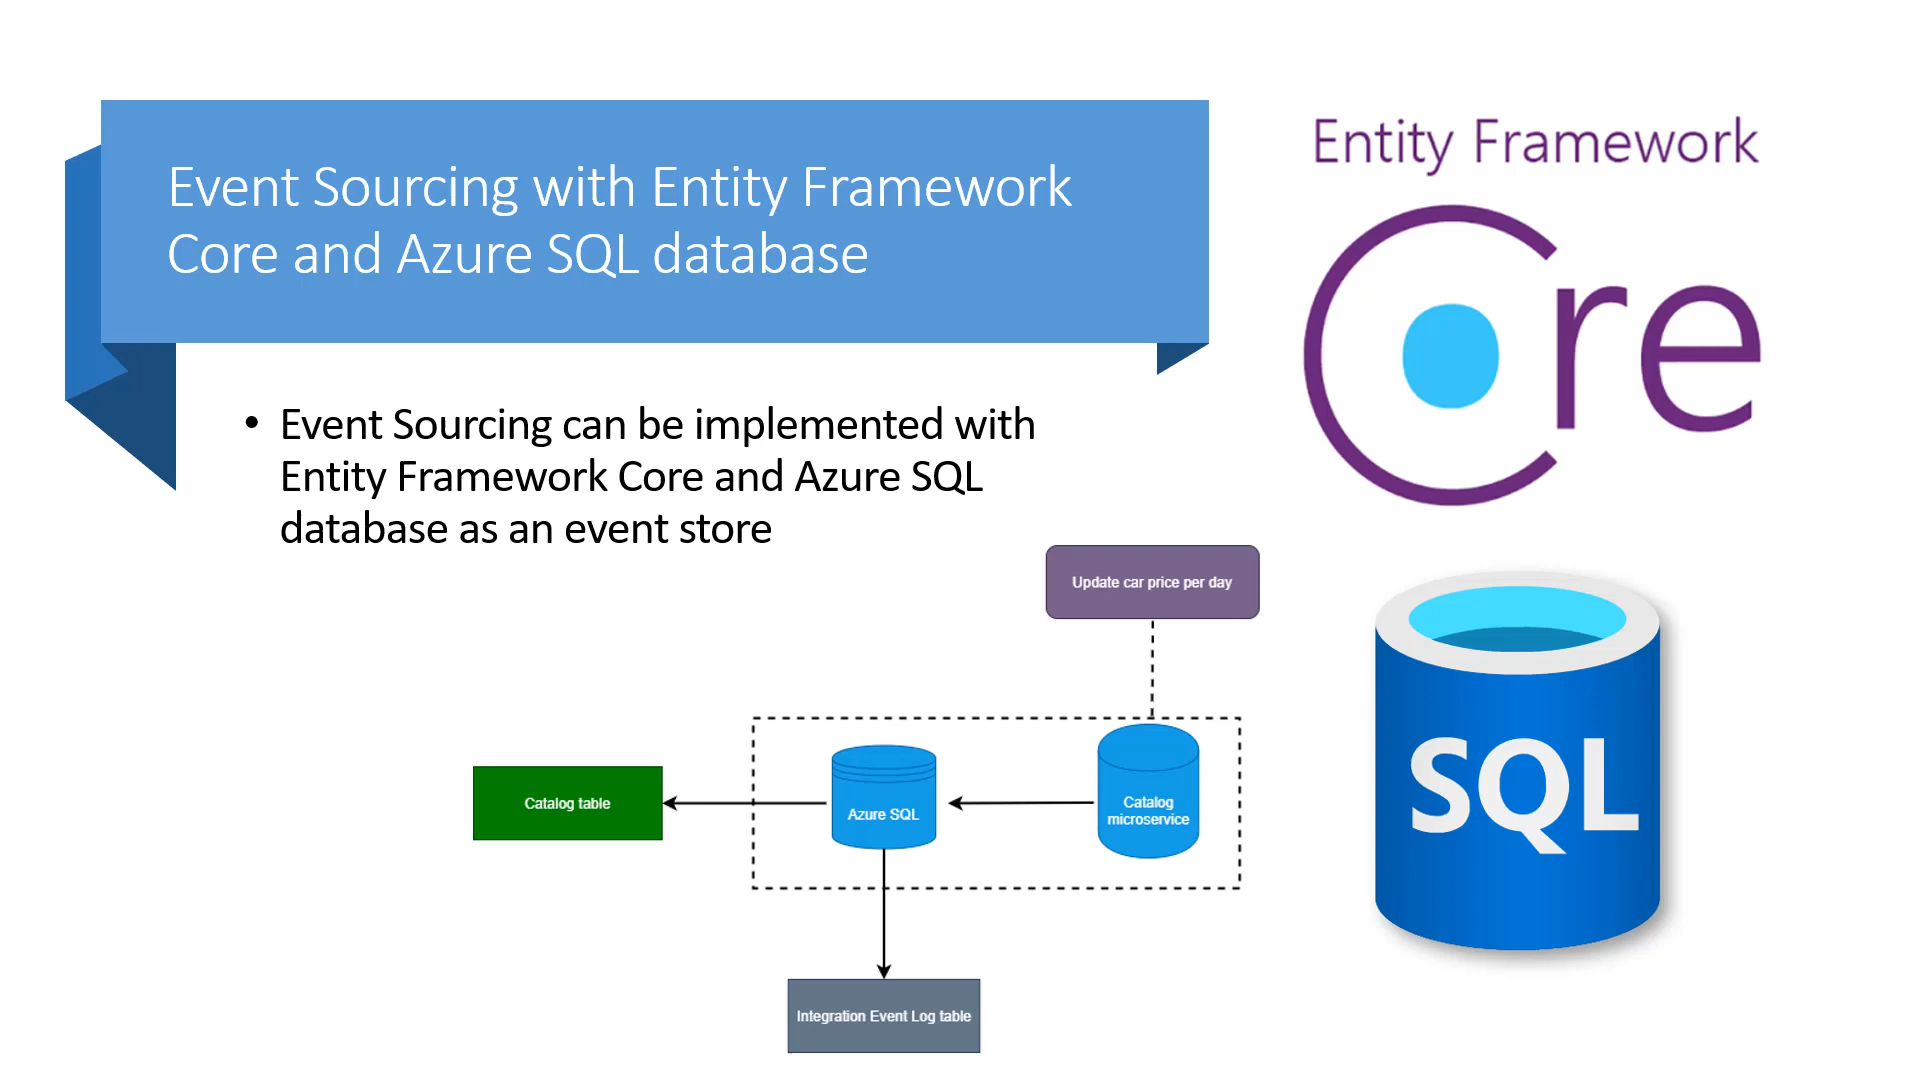 Event Sourcing with Entity Framework
Core and Azure SQL database
Entity Framework
Core
• Event Sourcing can be implemented with
Entity Framework Core and Azure SQL
database as an event store
Update car price per day
Catalog table
Azure SQL
Catalog
microservice
Integration Event Log table
SQL